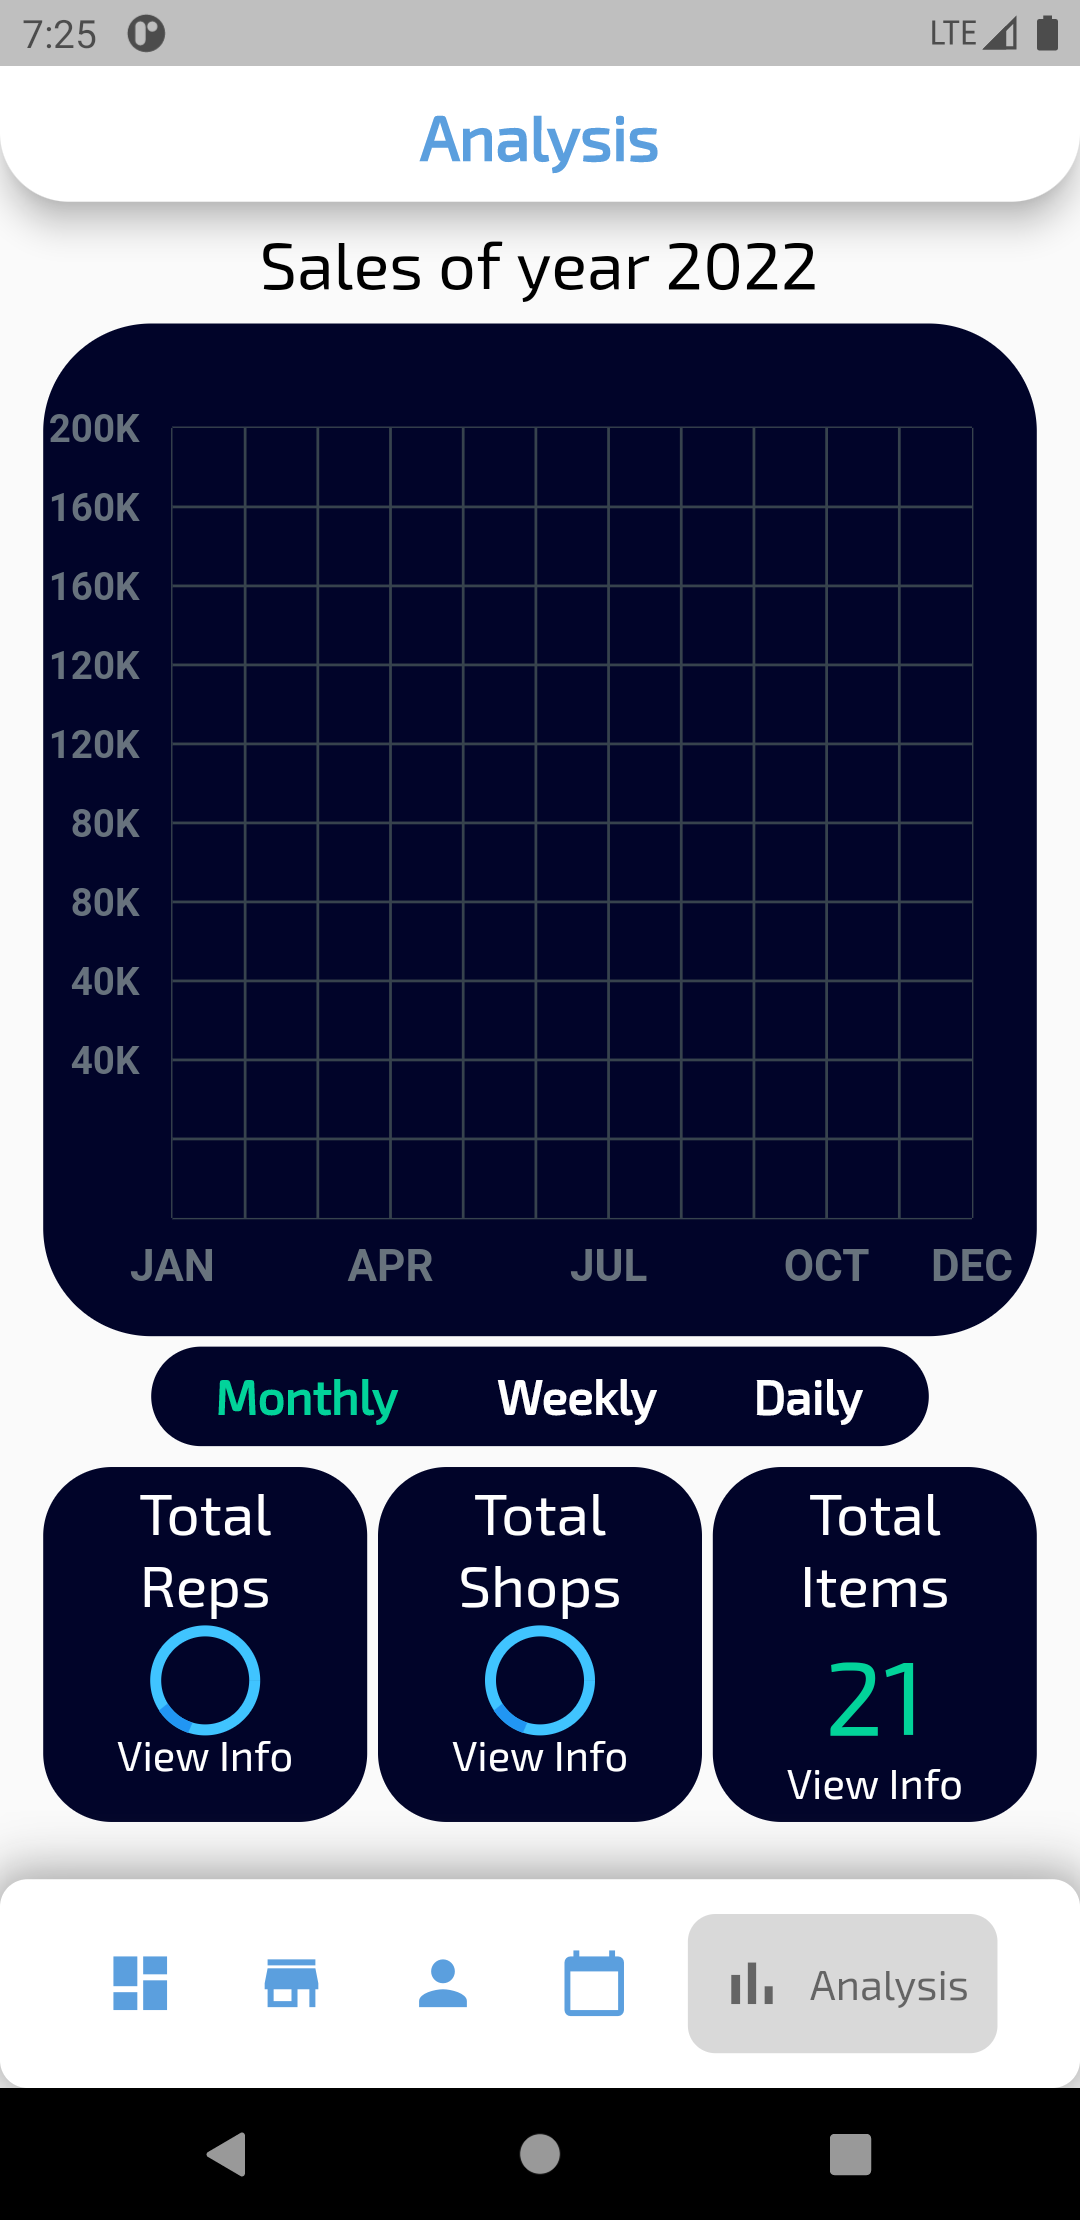 7:25
LTE
Analysis
Sales of year 2022
200K
160K
160K
120K
120K
80K
80K
40K
40K
JAN APR JUL OCT DEC
Monthly Weekly Daily
Total Reps
View Info
Total Shops
View Info
Total Items
21
View Info
Analysis